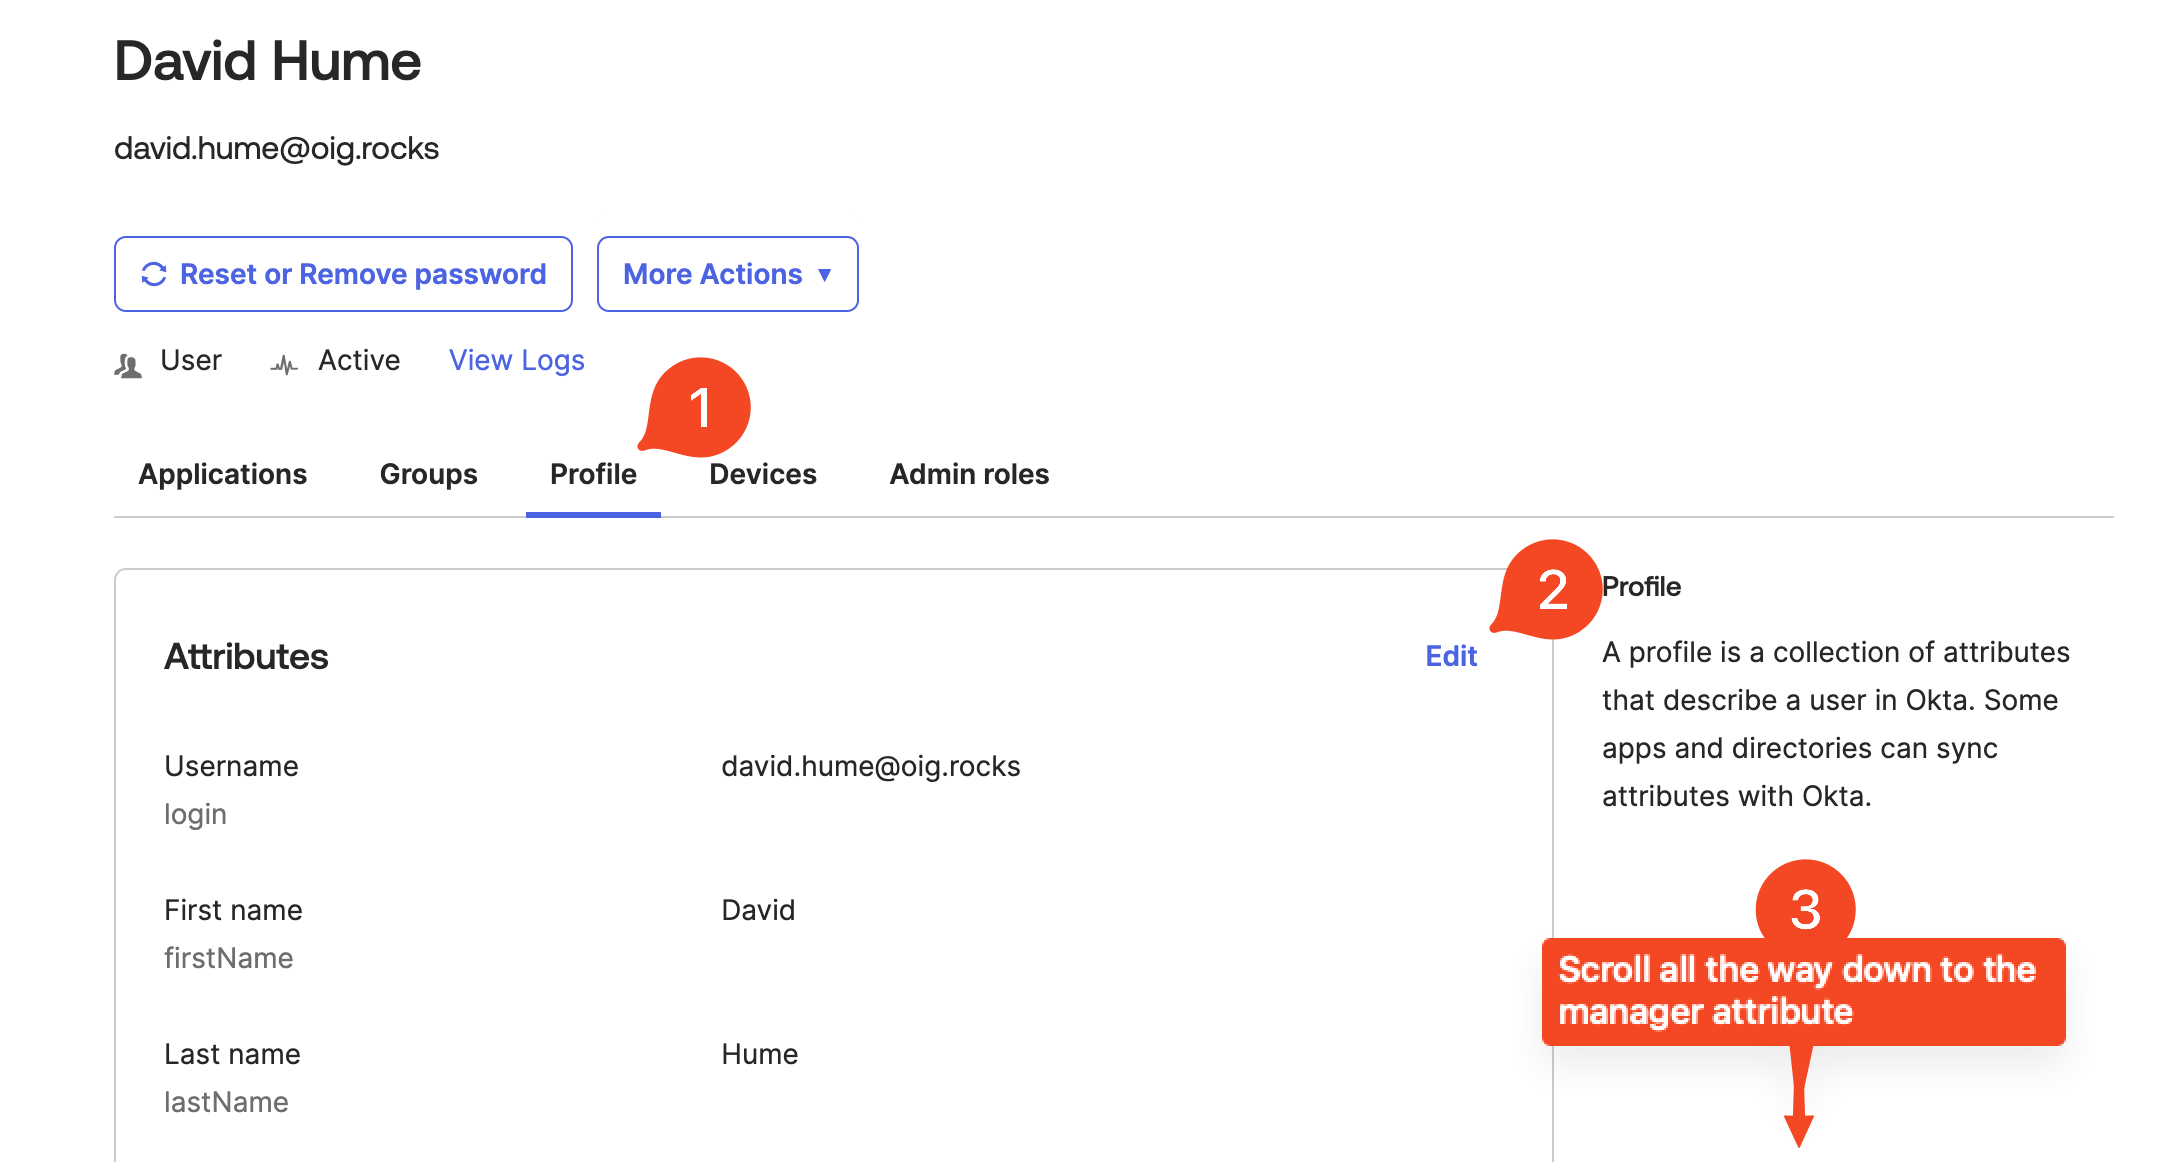 David Hume
david.hume@oig.rocks
Reset or Remove password
More Actions ▼
User
Active
View Logs
1
Applications
Groups
Profile
Devices
Admin roles
2
Attributes
Edit
Username
login
david.hume@oig.rocks
First name
firstName
David
Last name
lastName
Hume
Profile
A profile is a collection of attributes
that describe a user in Okta. Some
apps and directories can sync
attributes with Okta.
3
Scroll all the way down to the
manager attribute